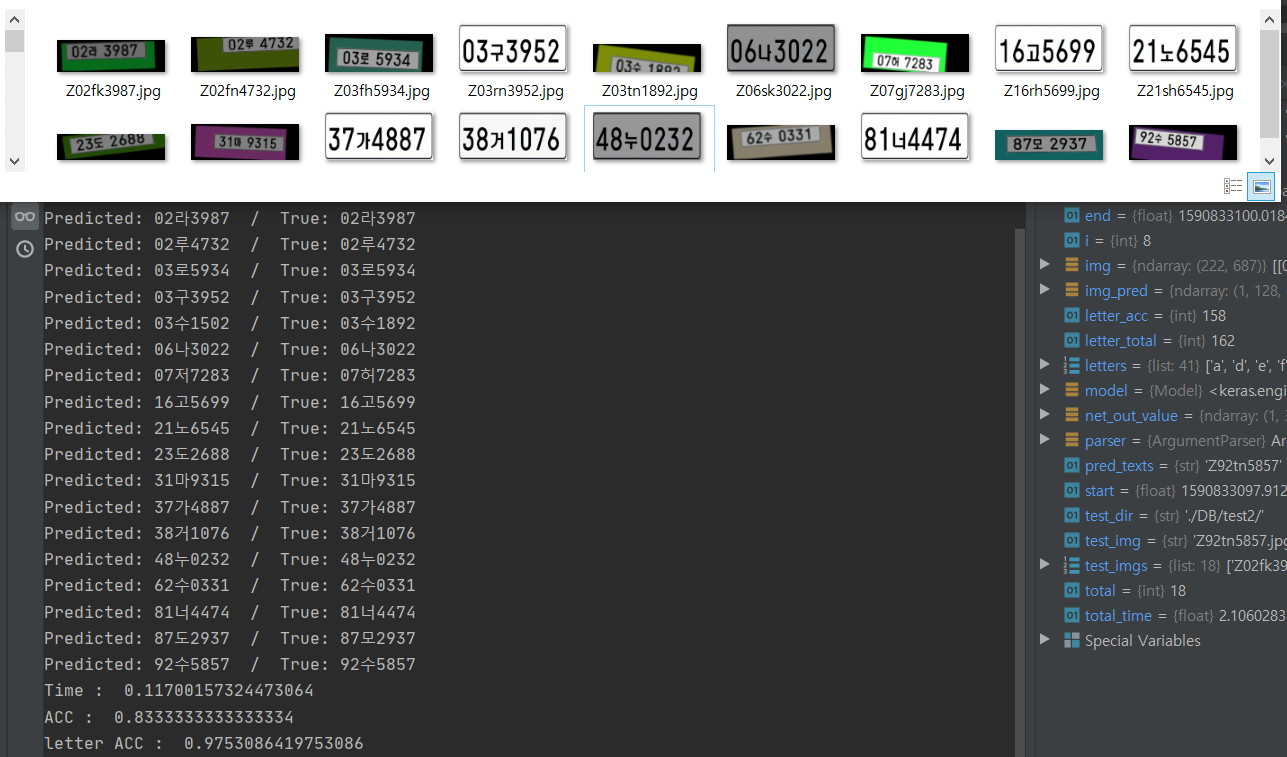 02라 3987
02루 4732
03로 5934
03구3952
03수 1892
06나3022
07허 7283
16고5699
21노6545
Z02fk3987.jpg
Z02fn4732.jpg
Z03fh5934.jpg
Z03rn3952.jpg
Z03tn1892.jpg
Z06sk3022.jpg
Z07gj7283.jpg
Z16rh5699.jpg
Z21sh6545.jpg
23도 2688
31마 9315
37가4887
38거1076
48누0232
62수 0331
81너4474
87모 2937
92수 5857
Predicted: 02라3987 / True: 02라3987
Predicted: 02루4732 / True: 02루4732
Predicted: 03로5934 / True: 03로5934
Predicted: 03구3952 / True: 03구3952
Predicted: 03수1502 / True: 03수1892
Predicted: 06나3022 / True: 06나3022
Predicted: 07저7283 / True: 07허7283
Predicted: 16고5699 / True: 16고5699
Predicted: 21노6545 / True: 21노6545
Predicted: 23도2688 / True: 23도2688
Predicted: 31마9315 / True: 31마9315
Predicted: 37가4887 / True: 37가4887
Predicted: 38거1076 / True: 38거1076
Predicted: 48누0232 / True: 48누0232
Predicted: 62수0331 / True: 62수0331
Predicted: 81너4474 / True: 81너4474
Predicted: 87도2937 / True: 87모2937
Predicted: 92수5857 / True: 92수5857
Time : 0.11700157324473064
ACC : 0.8333333333333334
letter ACC : 0.9753086419753086
01 end = {float} 1590833100.0184
01 i = {int} 8
img = {ndarray: (222, 687)} [[0
img_pred = {ndarray: (1, 128,
01 letter_acc = {int} 158
01 letter_total = {int} 162
letters = {list: 41} ['a', 'd', 'e', 'f'
model = {Model} <keras.engi
net_out_value = {ndarray: (1, 3
parser = {ArgumentParser} Ar
01 pred_texts = {str} 'Z92tn5857'
01 start = {float} 1590833097.912
01 test_dir = {str} './DB/test2/'
01 test_img = {str} 'Z92tn5857.jpg
test_imgs = {list: 18} ['Z02fk39
01 total = {int} 18
01 total_time = {float} 2.1060283
Special Variables